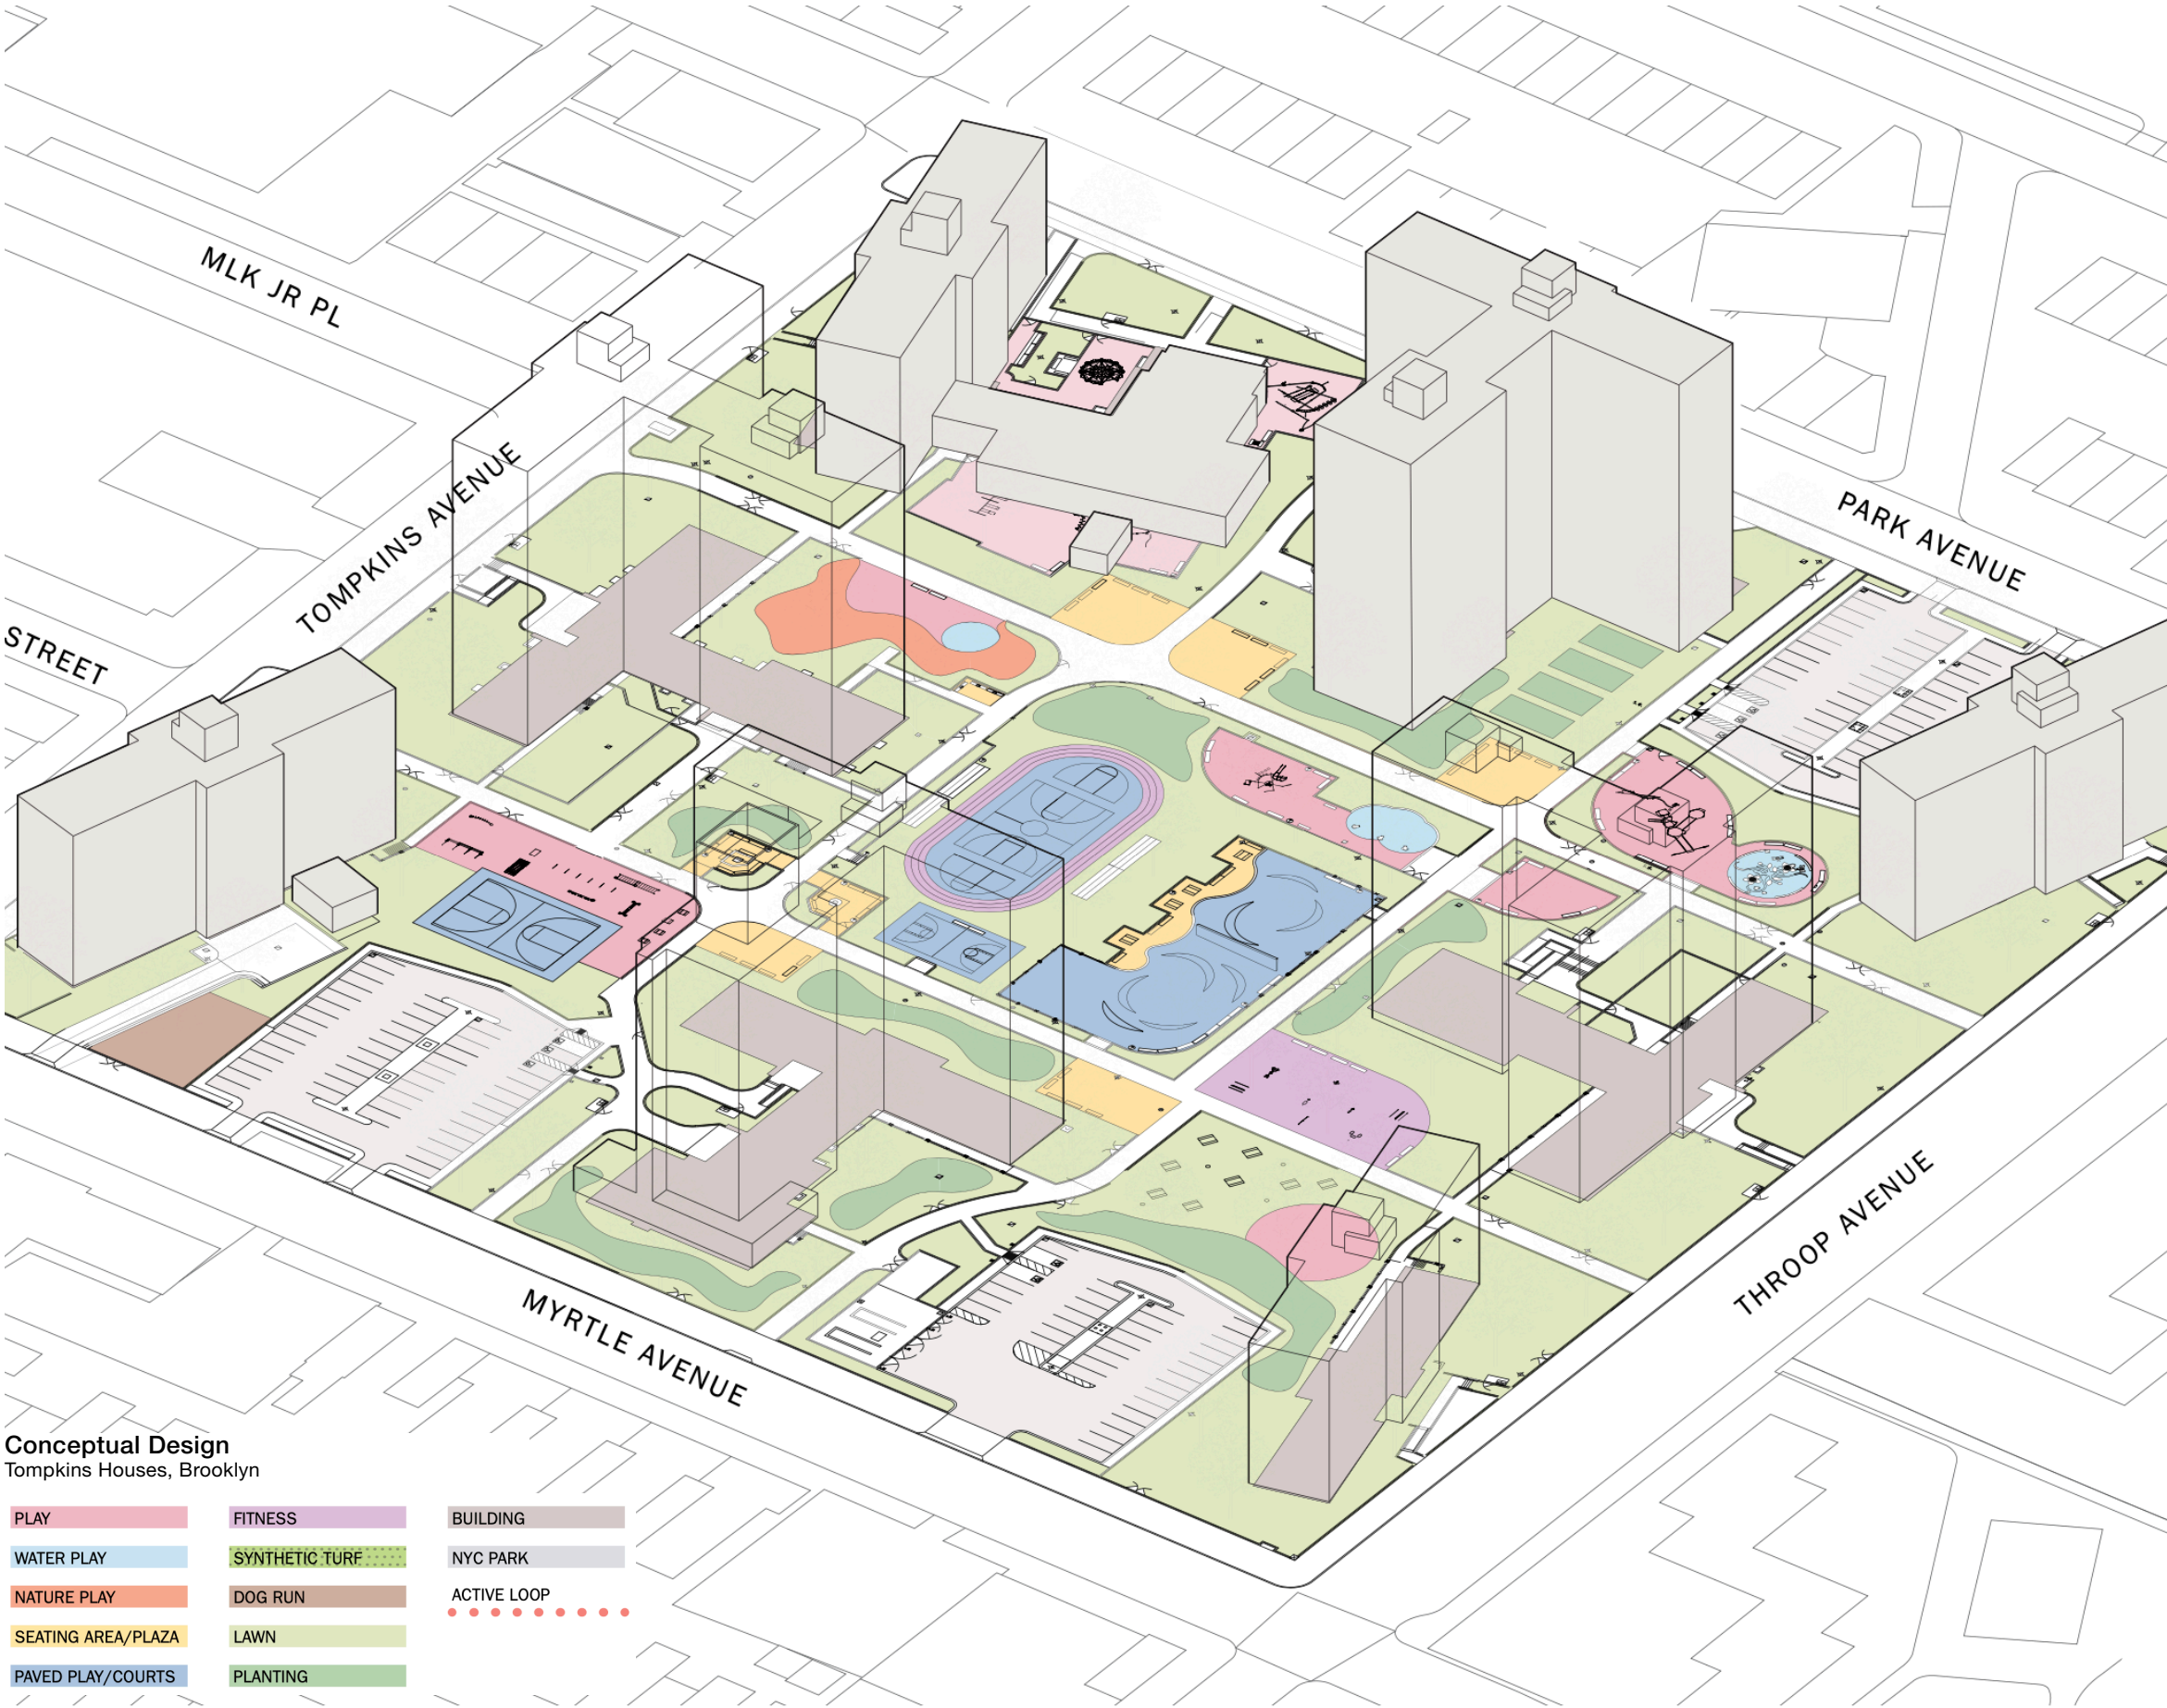 MLK JR PL
TOMPKINS AVENUE
PARK AVENUE
STREET
THROOP AVENUE
MYRTLE AVENUE
Conceptual Design
Tompkins Houses, Brooklyn
PLAY
WATER PLAY
NATURE PLAY
SEATING AREA/PLAZA
PAVED PLAY/COURTS
FITNESS
SYNTHETIC TURF
DOG RUN
LAWN
PLANTING
BUILDING
NYC PARK
ACTIVE LOOP